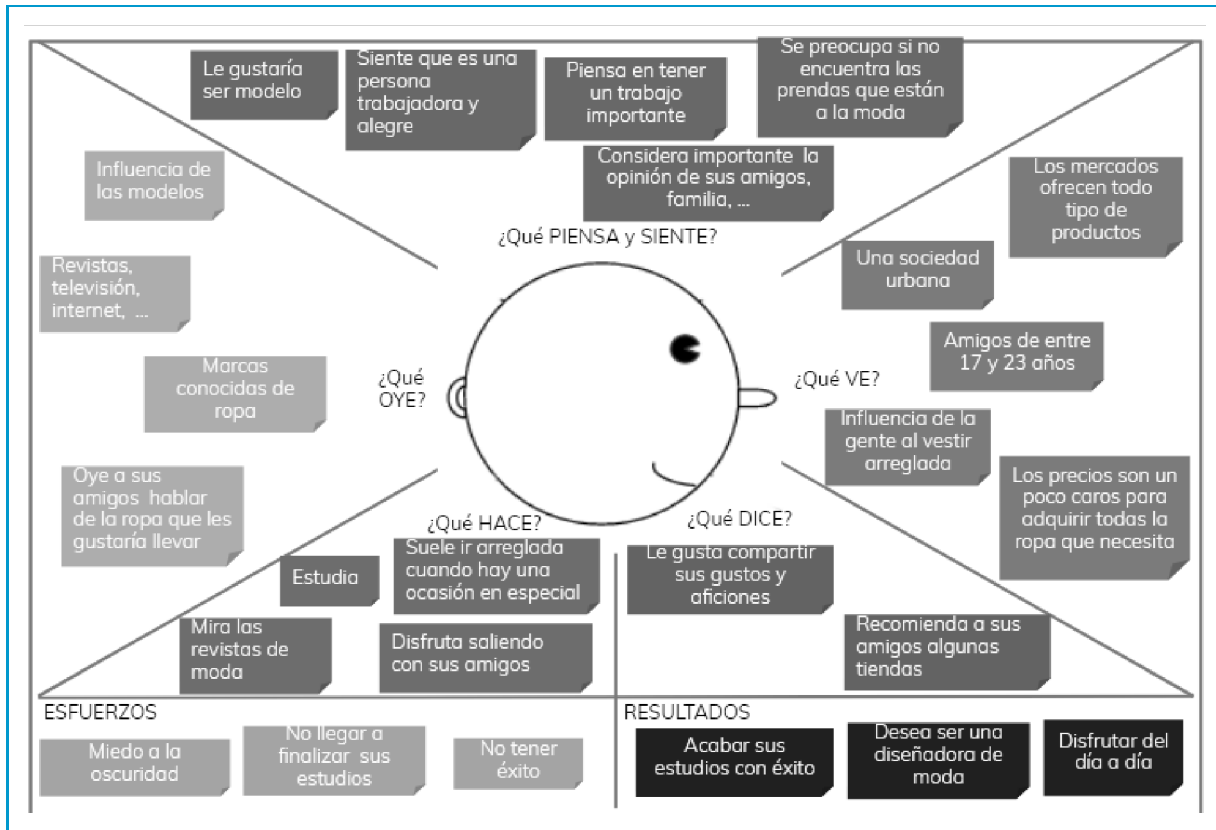 Le gustaría
ser modelo
Siente que es una
persona
trabajadora y
alegre
Piensa en tener
un trabajo
importante
Se preocupa si no
encuentra las
prendas que están
a la moda
Considera importante la
opinión de sus amigos,
familia, ...
¿Qué PIENSA y SIENTE?
Influencia de
las modelos
Revistas,
televisión,
internet, ...
Marcas
conocidas de
ropa
Oye a sus
amigos hablar
de la ropa que les
gustaría llevar
¿Qué
OYE?
Los mercados
ofrecen todo
tipo de
productos
Una sociedad
urbana
Amigos de entre
17 y 23 años
¿Qué VE?
Influencia de la
gente al vestir
arreglada
Los precios son un
poco caros para
adquirir todas la
ropa que necesita
¿Qué HACE?
Suele ir arreglada
cuando hay una
ocasión en especial
Estudia
Mira las
revistas de
moda
Disfruta saliendo
con sus amigos
¿Qué DICE?
Le gusta compartir
sus gustos y
aficiones
Recomienda a sus
amigos algunas
tiendas
ESFUERZOS
Miedo a la
oscuridad
No llegar a
finalizar sus
estudios
No tener
éxito
RESULTADOS
Acabar sus
estudios con éxito
Desea ser una
diseñadora de
moda
Disfrutar del
día a día